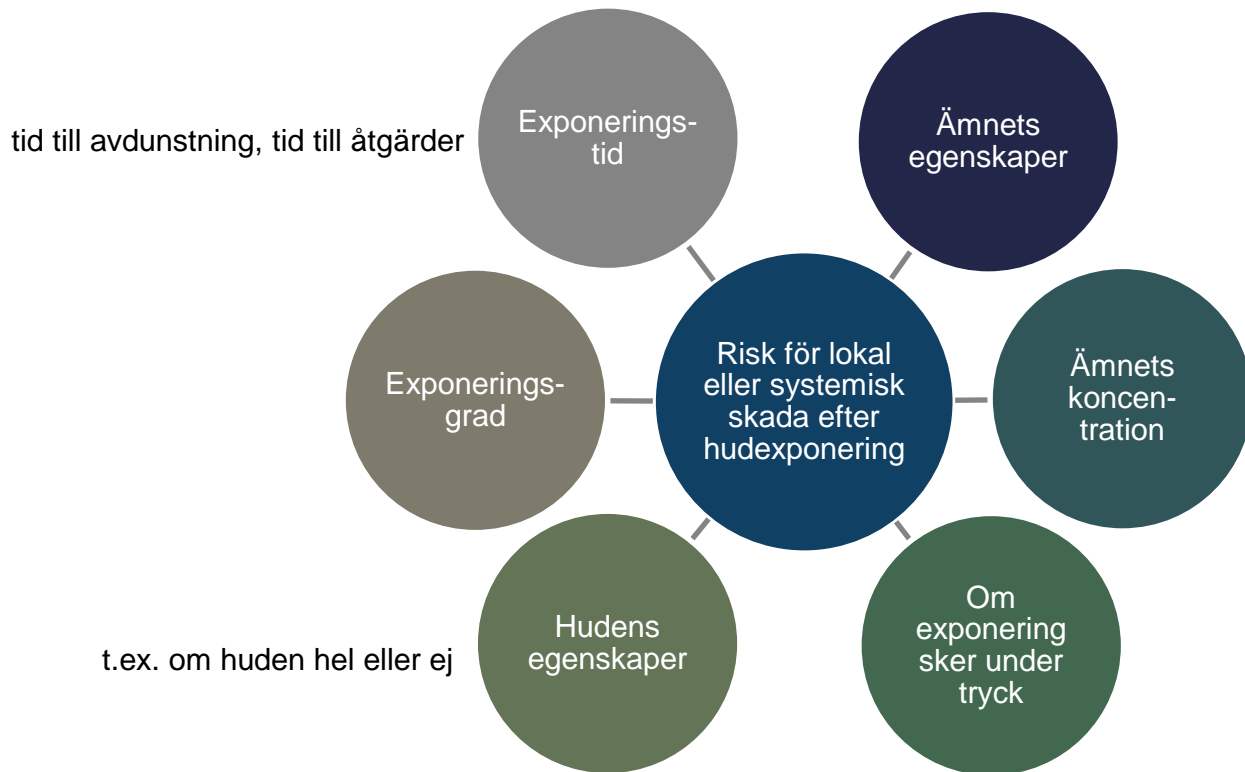 Exponerings-
tid
tid till avdunstning, tid till åtgärder
Ämnets
egenskaper
Exponerings-
grad
Risk för lokal
eller systemisk
skada efter
hudexponering
Ämnets
koncen-
tration
Hudens
egenskaper
t.ex. om huden hel eller ej
Om
exponering
sker under
tryck